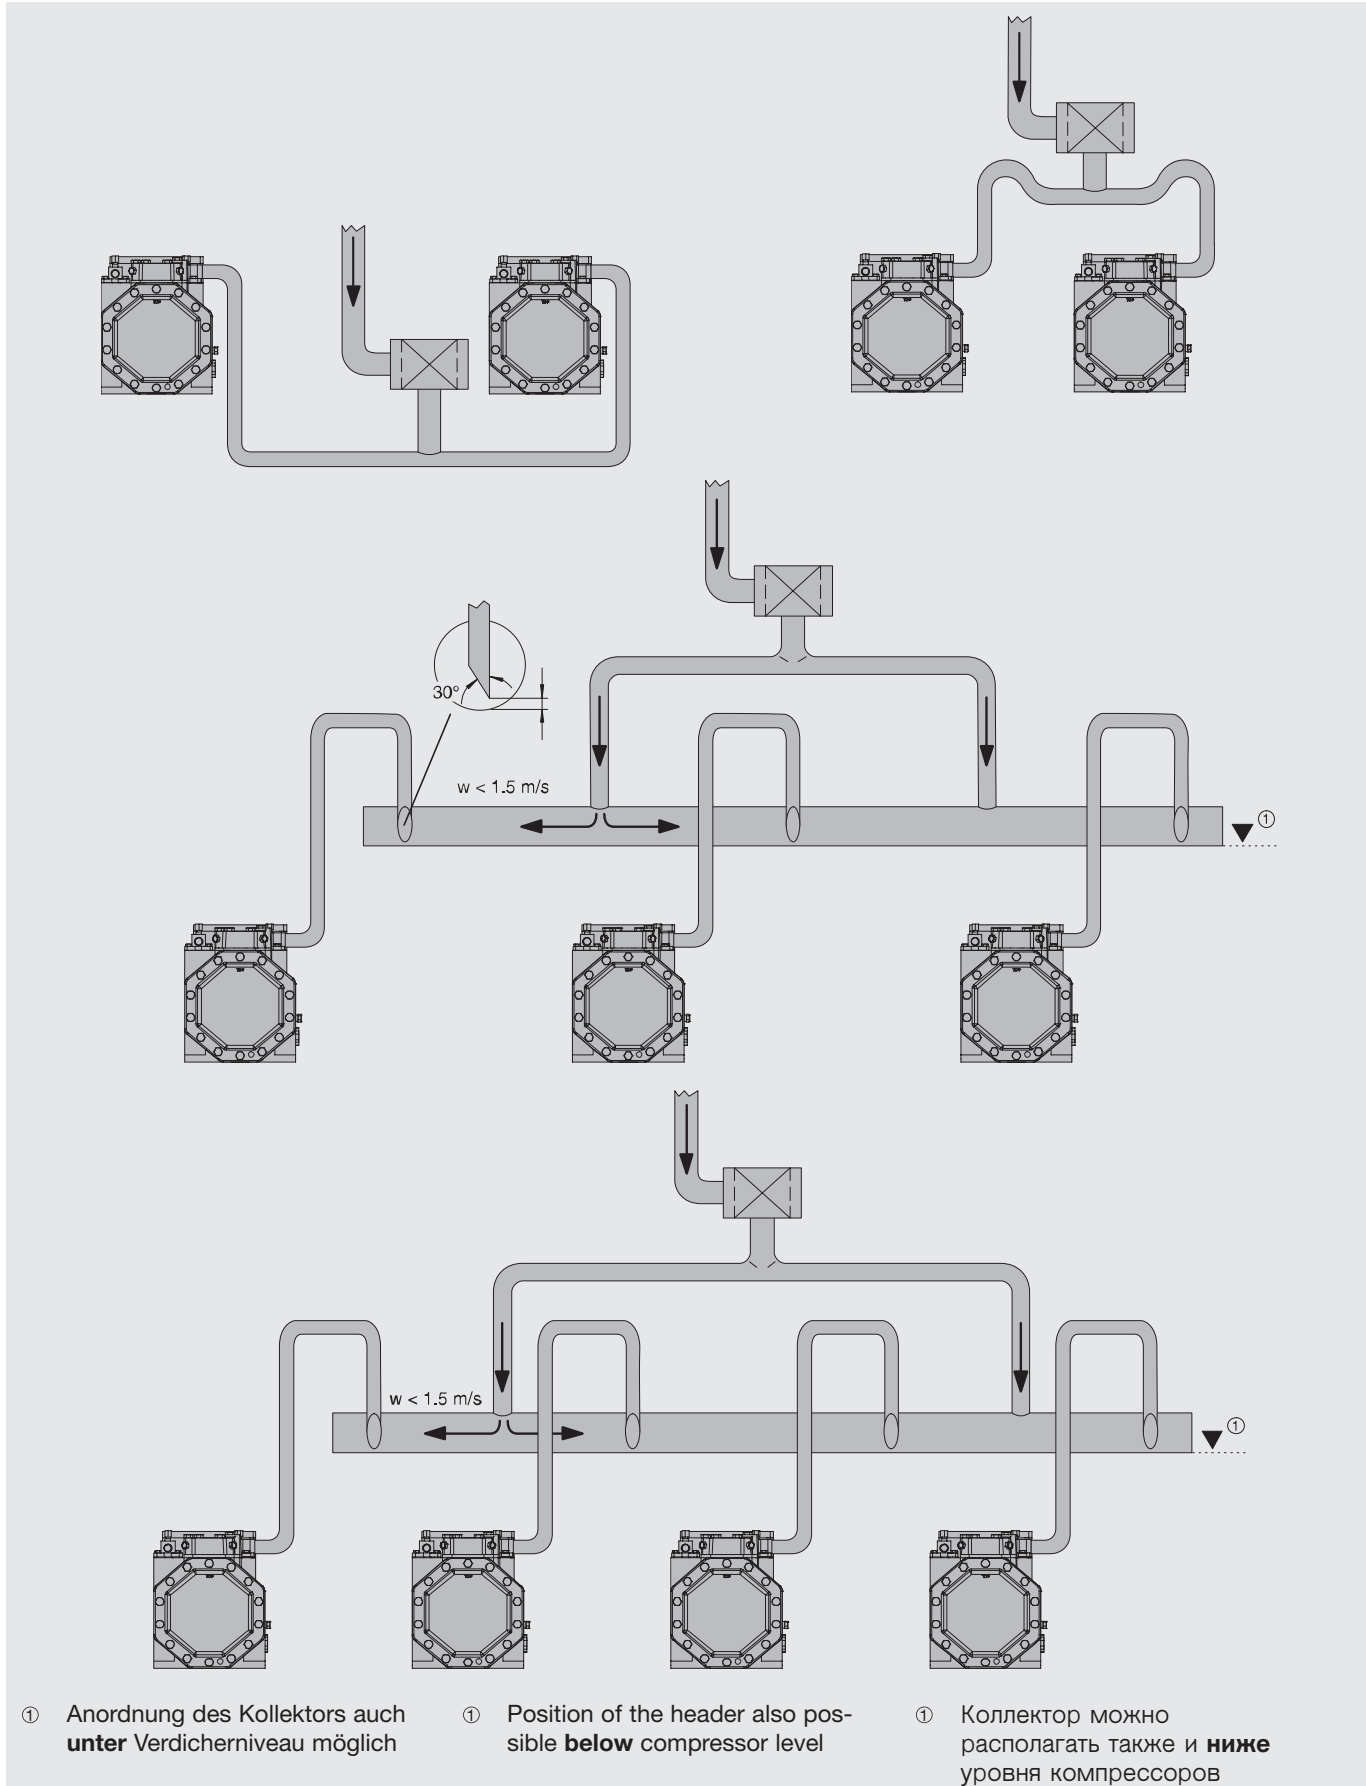 30°
w < 1.5 m/s
①
w < 1.5 m/s
①
① Anordnung des Kollektors auch
unter Verdicherniveau möglich
① Position of the header also pos-
sible below compressor level
① Коллектор можно
располагать также и ниже
уровня компрессоров